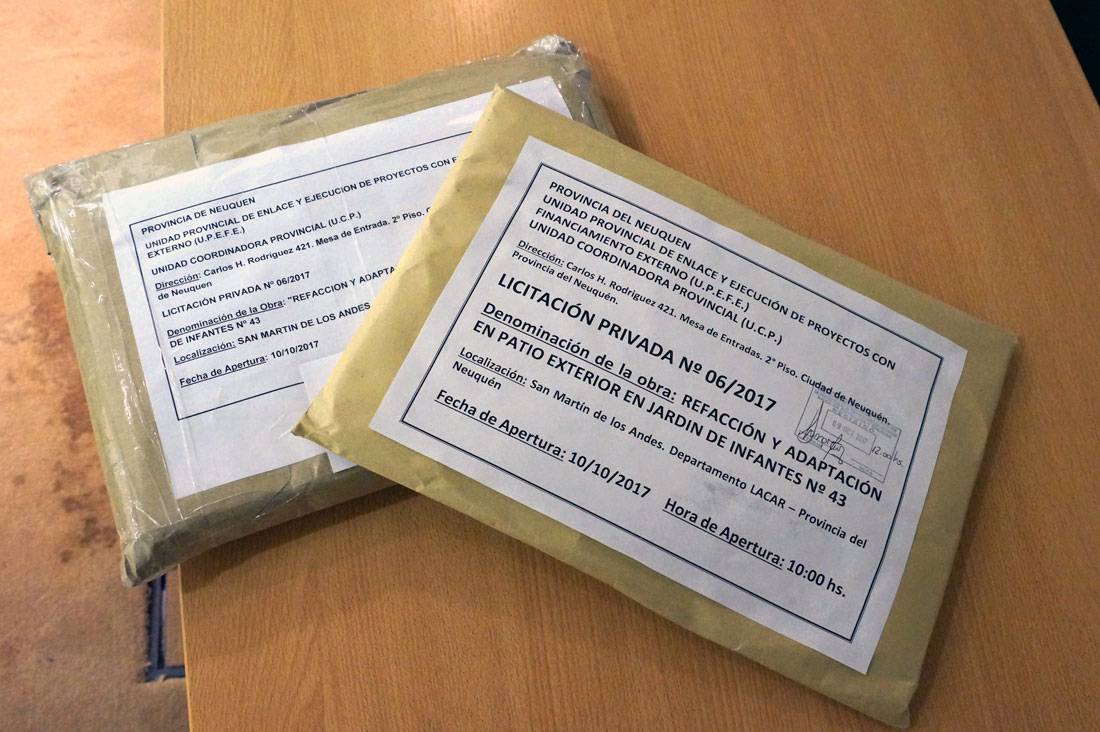 PROVINCIA DE NEUQUEN
UNIDAD PROVINCIAL DE ENLACE Y EJECUCION DE PROYECTOS CON
EXTERNO (U.P.E.F.E.)
UNIDAD COORDINADORA PROVINCIAL (U.C.P.)
Dirección: Carlos H. Rodriguez 421. Mesa de Entrada. 2° Piso.
de Neuquen
LICITACIÓN PRIVADA Nº 06/2017
Denominación de la Obra: "REFACCION Y
DE INFANTES Nº 43
Localización: SAN MARTIN DE LOS ANDES
Fecha de Apertura: 10/10/2017
PROVINCIA DEL NEUQUEN
UNIDAD PROVINCIAL DE ENLACE Y EJECUCIÓN DE PROYECTOS CON
FINANCIAMIENTO EXTERNO (U.P.E.F.E.)
UNIDAD COORDINADORA PROVINCIAL (U.C.P.)
Dirección: Carlos H. Rodriguez 421. Mesa de Entradas. 2° Piso. Ciudad de Neuquén.
Provincia del Neuquén.
LICITACIÓN PRIVADA Nº 06/2017
Denominación de la obra: REFACCIÓN Y ADAPTACIÓN
EN PATIO EXTERIOR EN JARDIN DE INFANTES Nº 43
Localización: San Martín de los Andes. Departamento LACAR – Provincia del
Neuquén
Fecha de Apertura: 10/10/2017 Hora de Apertura: 10:00 hs.